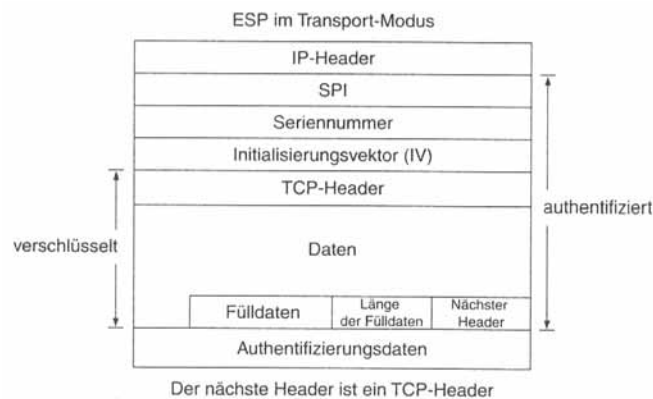 ESP im Transport-Modus
IP-Header
SPI
Seriennummer
Initialisierungsvektor (IV)
TCP-Header
authentifiziert
verschlüsselt
Daten
Fülldaten
Länge
der Fülldaten
Nächster
Header
Authentifizierungsdaten
Der nächste Header ist ein TCP-Header